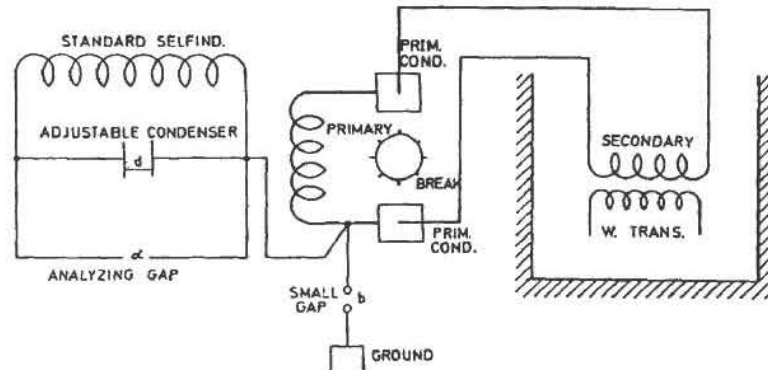 STANDARD SELFIND.
PRIM.
COND.
ADJUSTABLE CONDENSER
d
PRIMARY
BREAK
SECONDARY
W. TRANS.
PRIM.
COND.
α
ANALYZING GAP
SMALL
GAP
b
GROUND